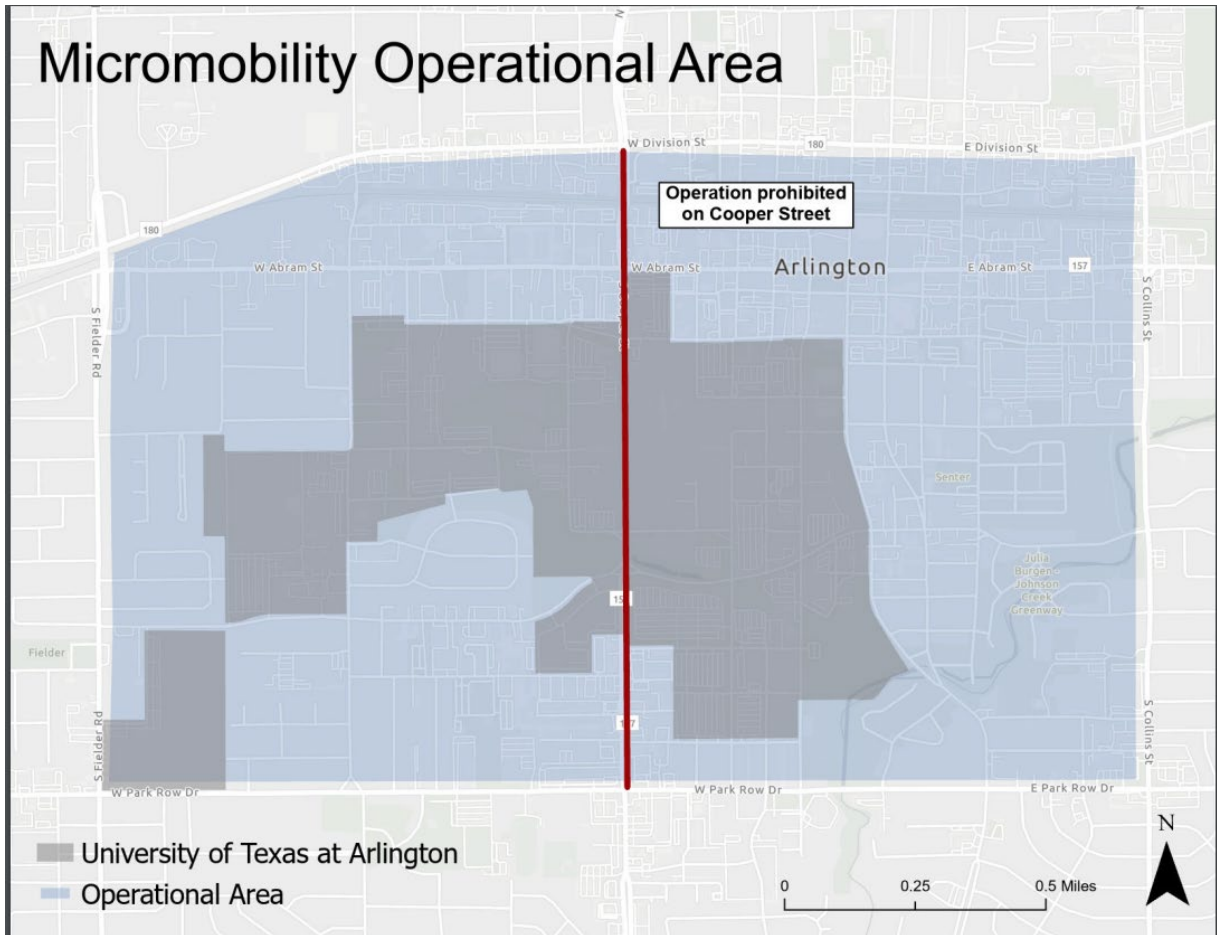 Micromobility Operational Area
N
W Division St
180
E Division St
Operation prohibited
on Cooper Street
180
W Abram St
W Abram St
Arlington
E Abram St
157
S Fielder Rd
S Collins St
Senter
Julia
Burgen -
Johnson
Creek
Greenway
Fielder
S Fielder Rd
S Collins St
W Park Row Dr
W Park Row Dr
E Park Row Dr
University of Texas at Arlington
Operational Area
0
0.25
0.5 Miles
N